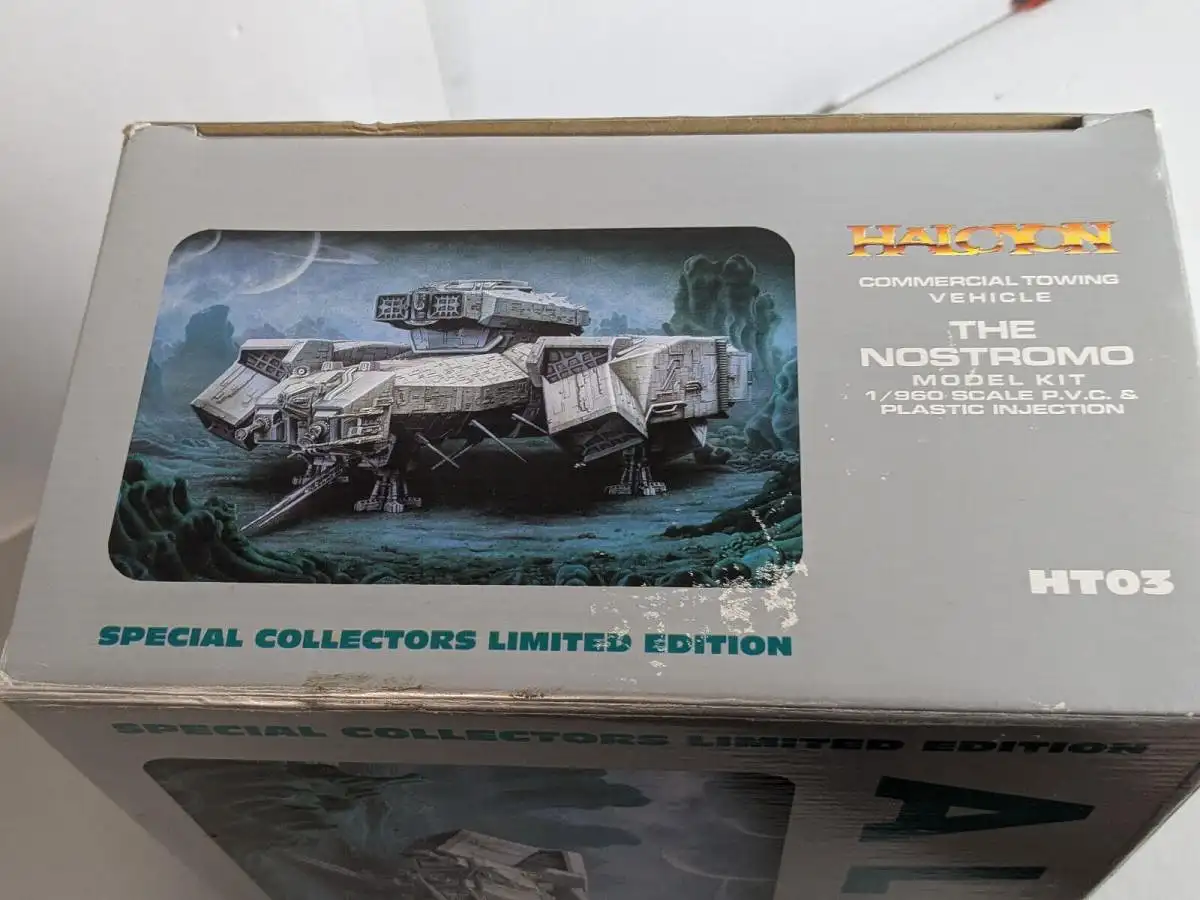 HALCYON
COMMERCIAL TOWING
VEHICLE
THE
NOSTROMO
MODEL KIT
1/960 SCALE P.V.C. &
PLASTIC INJECTION
HT03
SPECIAL COLLECTORS LIMITED EDITION
SPECIAL COLLECTORS LIMITED EDITION
A
L